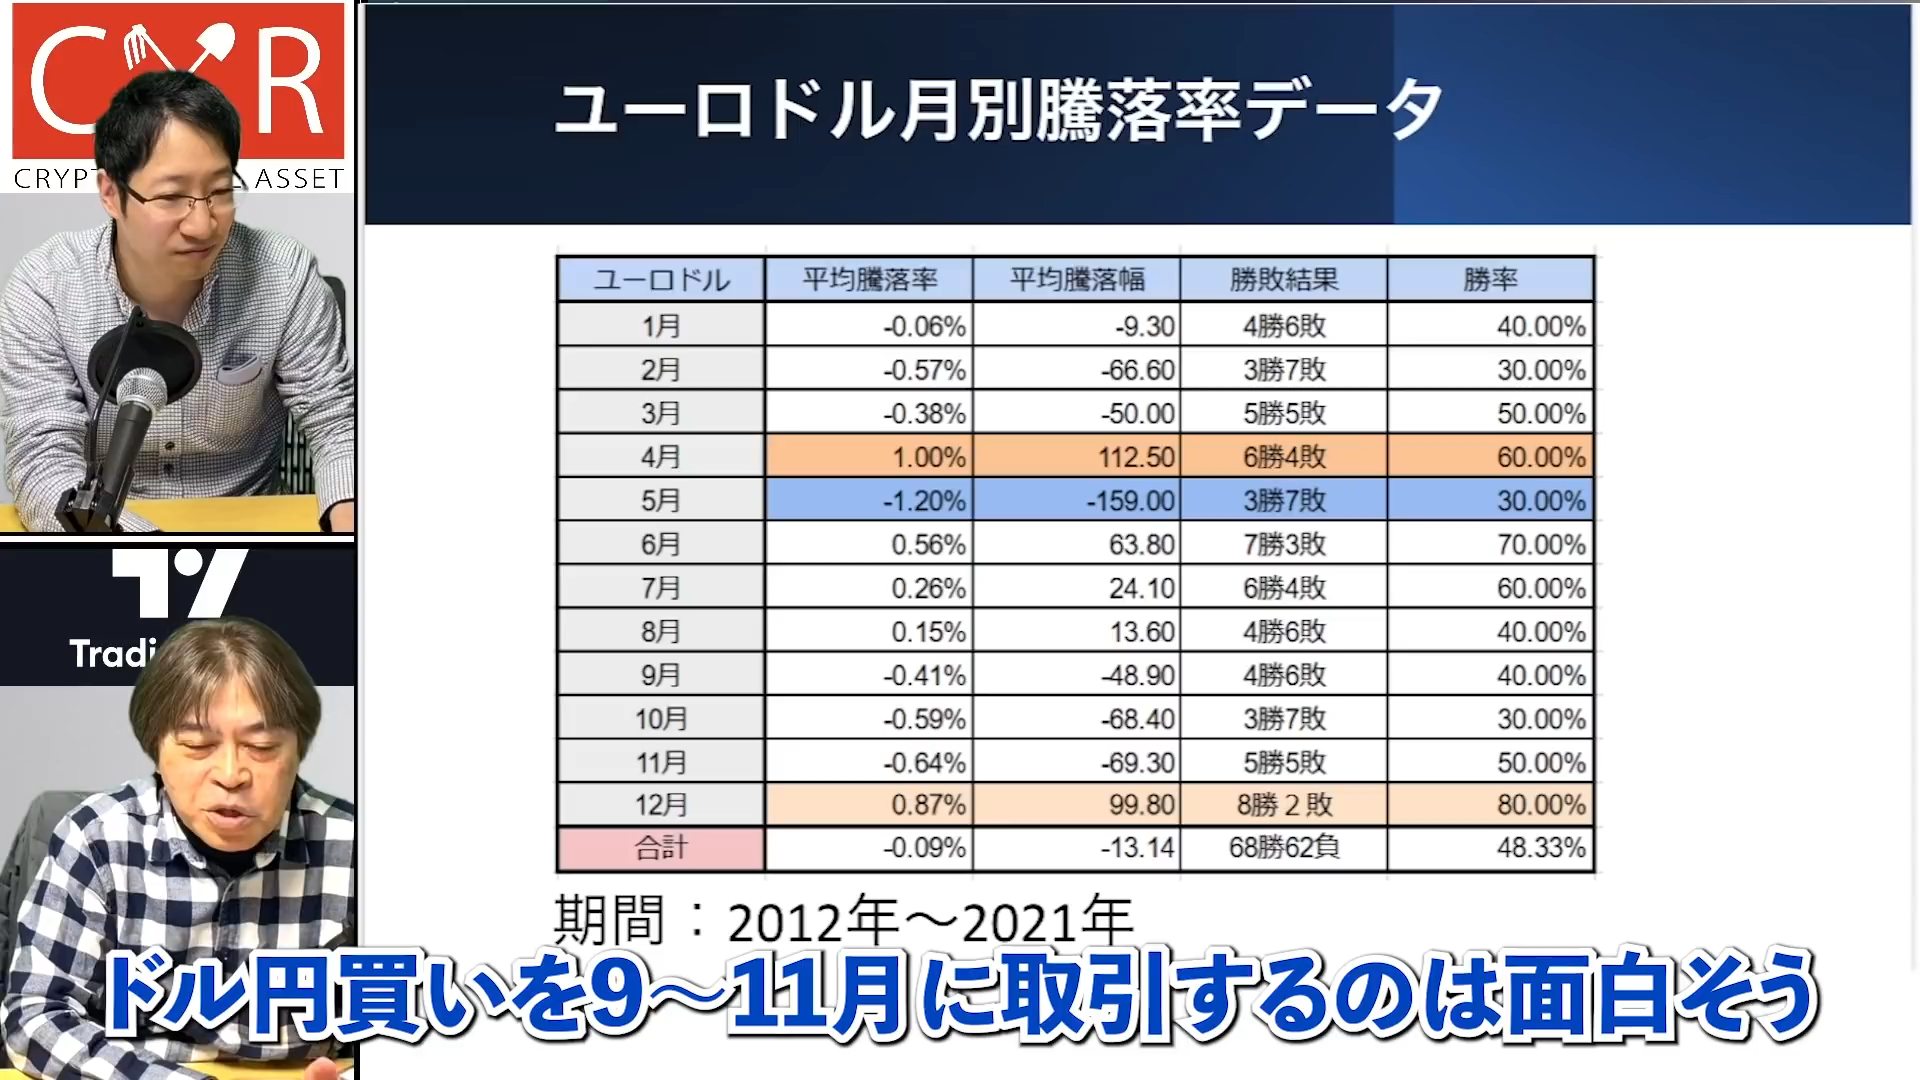 C R
CRYPT ASSET
Tradi
ユーロドル月別騰落率データ
ユーロドル 平均騰落率 平均騰落幅 勝敗結果 勝率
1月 -0.06% -9.30 4勝6敗 40.00%
2月 -0.57% -66.60 3勝7敗 30.00%
3月 -0.38% -50.00 5勝5敗 50.00%
4月 1.00% 112.50 6勝4敗 60.00%
5月 -1.20% -159.00 3勝7敗 30.00%
6月 0.56% 63.80 7勝3敗 70.00%
7月 0.26% 24.10 6勝4敗 60.00%
8月 0.15% 13.60 4勝6敗 40.00%
9月 -0.41% -48.90 4勝6敗 40.00%
10月 -0.59% -68.40 3勝7敗 30.00%
11月 -0.64% -69.30 5勝5敗 50.00%
12月 0.87% 99.80 8勝２敗 80.00%
合計 -0.09% -13.14 68勝62負 48.33%
期間：2012年～2021年
ドル円買いを9～11月に取引するのは面白そう